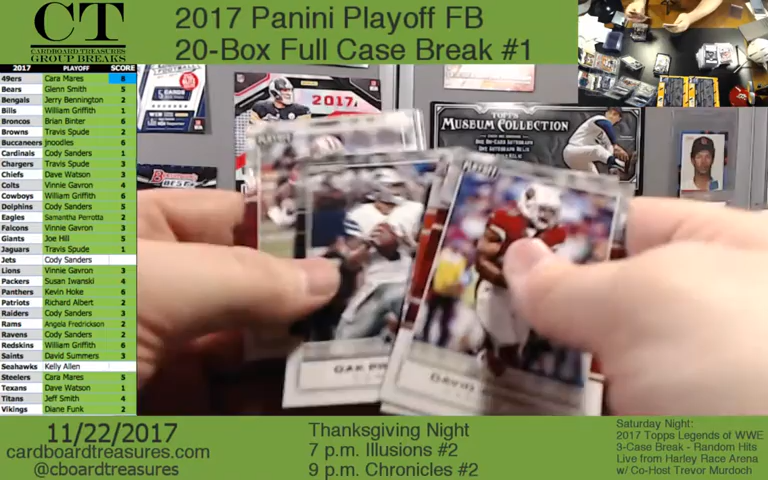 CT
CARDBOARD TREASURES
GROUP BREAKS
2017 Panini Playoff FB
20-Box Full Case Break #1
2017 PLAYOFF SCORE
49ers Cara Mares 8
Bears Glenn Smith 5
Bengals Jerry Bennington 2
Bills William Griffith 1
Broncos Brian Binter 6
Browns Travis Spude 2
Buccaneers Jnoodles 6
Cardinals Cody Sanders 1
Chargers Travis Spude 3
Chiefs Dave Watson 3
Colts Vinnie Gavron 4
Cowboys William Griffith 6
Dolphins Cody Sanders 5
Eagles Samantha Perrotta 2
Falcons Vinnie Gavron 3
Giants Joe Hill 5
Jaguars Travis Spude 1
Jets Cody Sanders
Lions Vinnie Gavron 3
Packers Susan Iwanski 4
Panthers Kevin Hoke 6
Patriots Richard Albert 2
Raiders Cody Sanders 3
Rams Angela Fredrickson 2
Ravens Cody Sanders 2
Redskins William Griffith 6
Saints David Summers 3
Seahawks Kelly Allen
Steelers Cara Mares 5
Texans Dave Watson 1
Titans Jeff Smith 4
Vikings Diane Funk 2
2017
TOPPS
MUSEUM COLLECTION
DAK PR
DAVID
11/22/2017
cardboardtreasures.com
@cboardtreasures
Thanksgiving Night
7 p.m. Illusions #2
9 p.m. Chronicles #2
Saturday Night:
2017 Topps Legends of WWE
3-Case Break - Random Hits
Live from Harley Race Arena
w/ Co-Host Trevor Murdoch